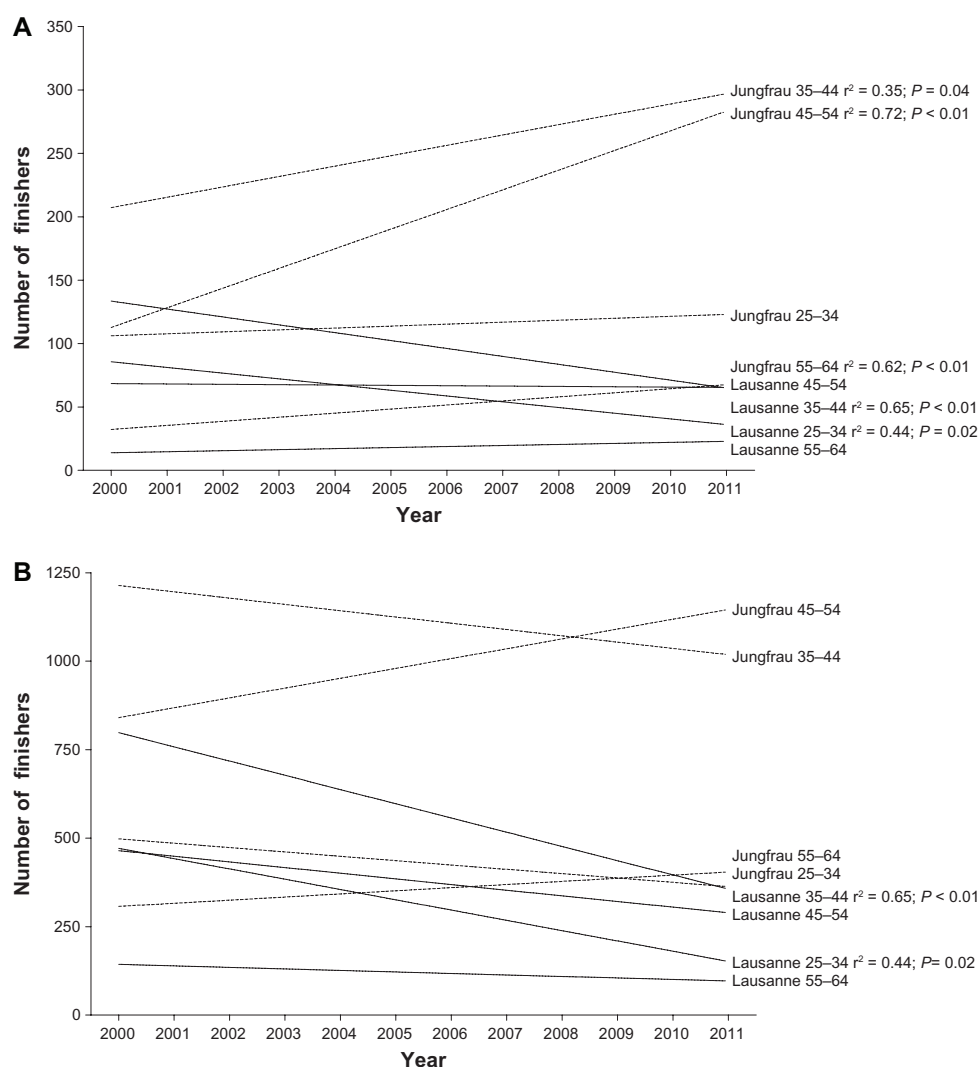 A
350
300
250
200
150
100
50
0
Number of finishers
Jungfrau 35–44 r² = 0.35; P = 0.04
Jungfrau 45–54 r² = 0.72; P < 0.01
Jungfrau 25–34
Jungfrau 55–64 r² = 0.62; P < 0.01
Lausanne 45–54
Lausanne 35–44 r² = 0.65; P < 0.01
Lausanne 25–34 r² = 0.44; P = 0.02
Lausanne 55–64
2000 2001 2002 2003 2004 2005 2006 2007 2008 2009 2010 2011
Year
B
1250
1000
750
500
250
0
Number of finishers
Jungfrau 45–54
Jungfrau 35–44
Jungfrau 55–64
Jungfrau 25–34
Lausanne 35–44 r² = 0.65; P < 0.01
Lausanne 45–54
Lausanne 25–34 r² = 0.44; P= 0.02
Lausanne 55–64
2000 2001 2002 2003 2004 2005 2006 2007 2008 2009 2010 2011
Year